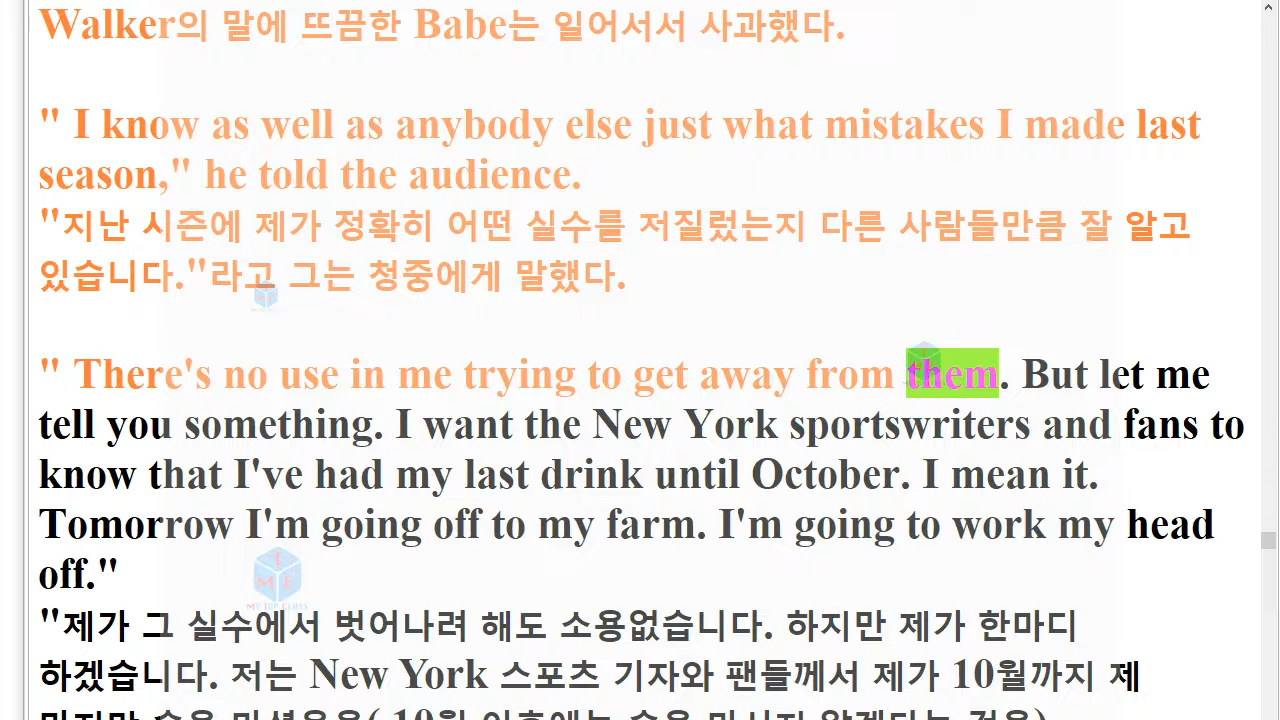 Walker의 말에 뜨끔한 Babe는 일어서서 사과했다.
" I know as well as anybody else just what mistakes I made last
season," he told the audience.
"지난 시즌에 제가 정확히 어떤 실수를 저질렀는지 다른 사람들만큼 잘 알고
있습니다."라고 그는 청중에게 말했다.
" There's no use in me trying to get away from them. But let me
tell you something. I want the New York sportswriters and fans to
know that I've had my last drink until October. I mean it.
Tomorrow I'm going off to my farm. I'm going to work my head
off."
"제가 그 실수에서 벗어나려 해도 소용없습니다. 하지만 제가 한마디
하겠습니다. 저는 New York 스포츠 기자와 팬들께서 제가 10월까지 제